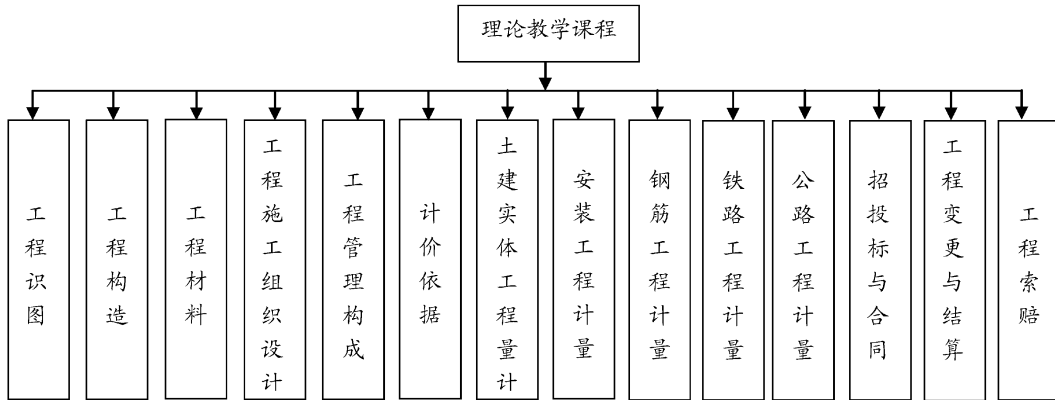 理论教学课程
工程识图
工程构造
工程材料
工程施工组织设计
工程管理构成
计价依据
土建实体工程量计
安装工程计量
钢筋工程计量
铁路工程计量
公路工程计量
招投标与合同
工程变更与结算
工程索赔